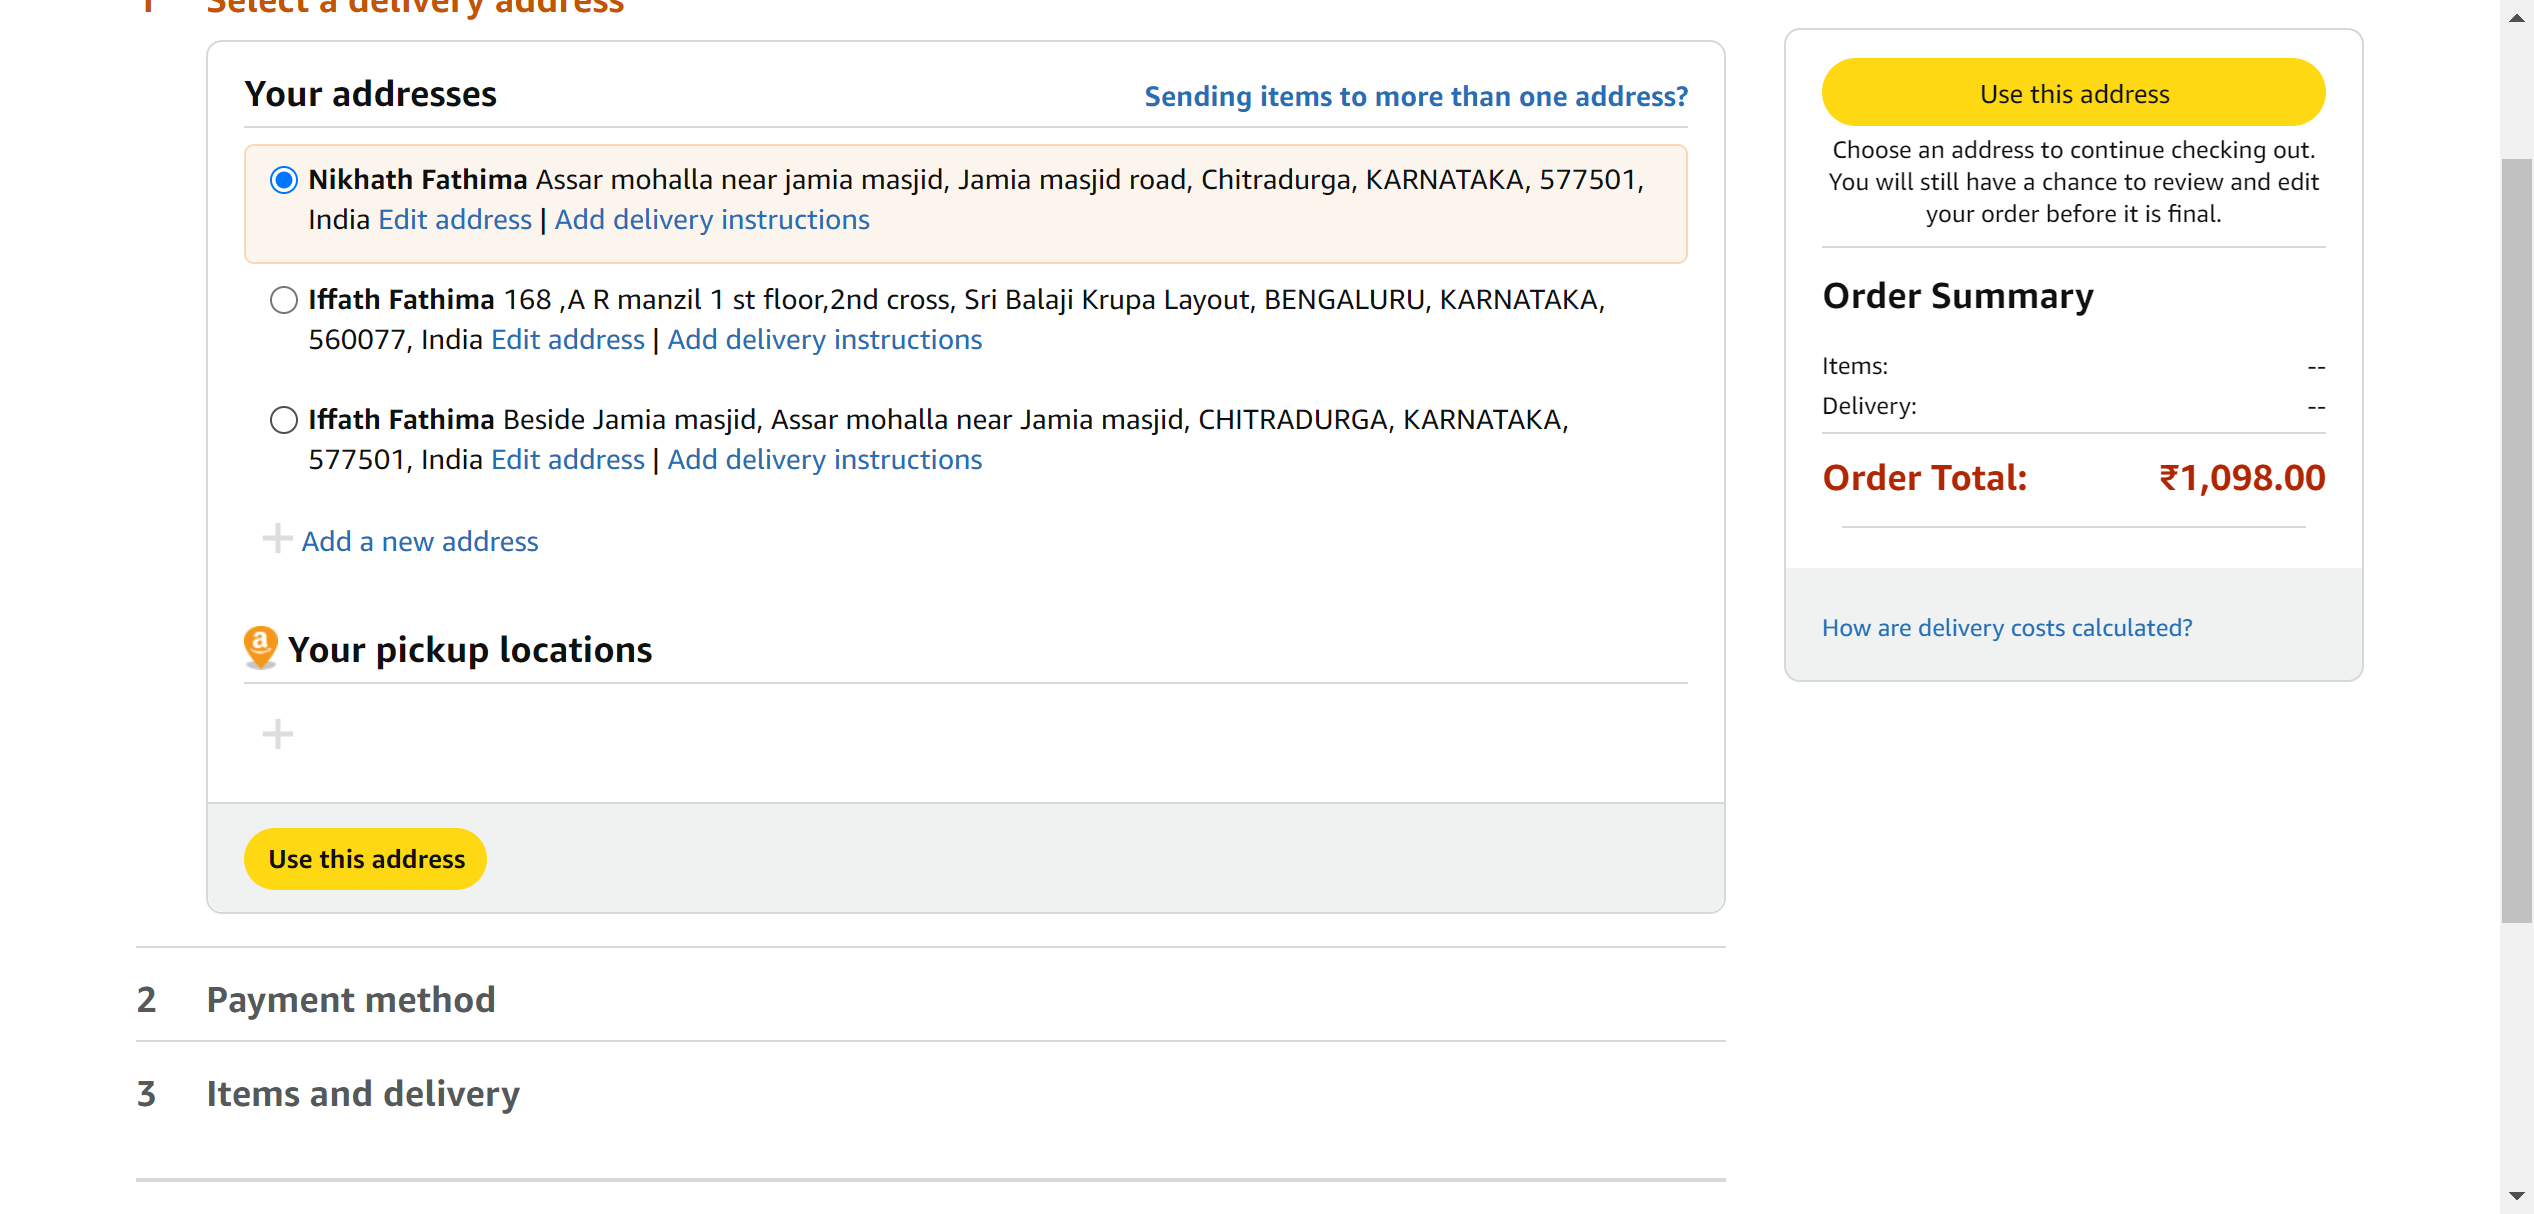 1 Select a delivery address
Your addresses
Sending items to more than one address?
Nikhath Fathima Assar mohalla near jamia masjid, Jamia masjid road, Chitradurga, KARNATAKA, 577501,
India Edit address | Add delivery instructions
Iffath Fathima 168 ,A R manzil 1 st floor,2nd cross, Sri Balaji Krupa Layout, BENGALURU, KARNATAKA,
560077, India Edit address | Add delivery instructions
Iffath Fathima Beside Jamia masjid, Assar mohalla near Jamia masjid, CHITRADURGA, KARNATAKA,
577501, India Edit address | Add delivery instructions
Add a new address
Your pickup locations
Use this address
2 Payment method
3 Items and delivery
Use this address
Choose an address to continue checking out.
You will still have a chance to review and edit
your order before it is final.
Order Summary
Items: --
Delivery: --
Order Total: ₹1,098.00
How are delivery costs calculated?